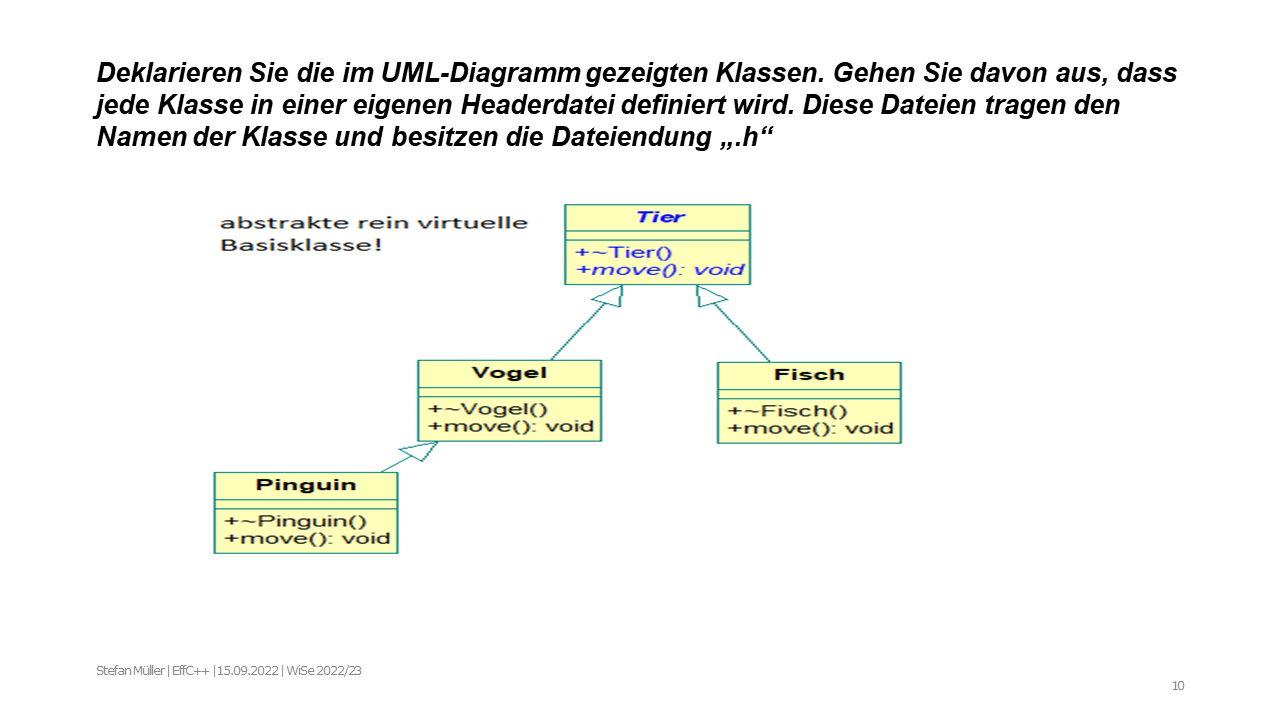 Deklarieren Sie die im UML-Diagramm gezeigten Klassen. Gehen Sie davon aus, dass
jede Klasse in einer eigenen Headerdatei definiert wird. Diese Dateien tragen den
Namen der Klasse und besitzen die Dateiendung „.h“
abstrakte rein virtuelle
Basisklasse!
Tier
+~Tier()
+move(): void
Vogel
+~Vogel()
+move(): void
Fisch
+~Fisch()
+move(): void
Pinguin
+~Pinguin()
+move(): void
Stefan Müller | EffC++ | 15.09.2022 | WiSe 2022/23
10